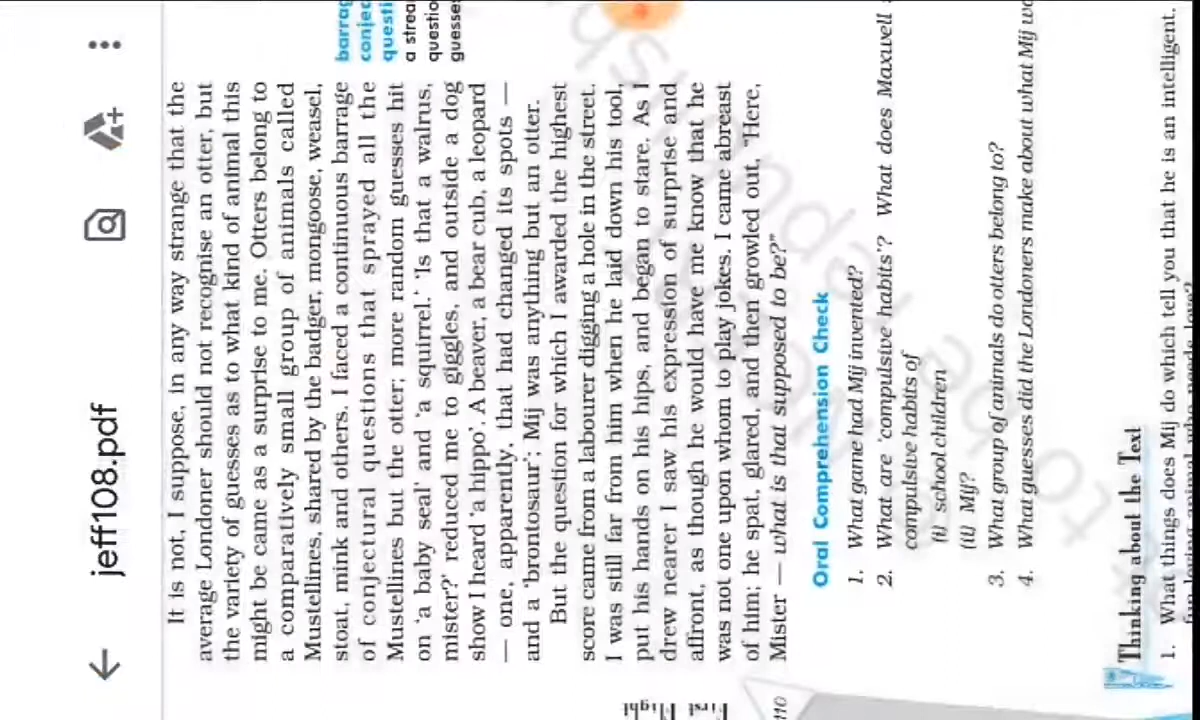 jeff108.pdf
It is not, I suppose, in any way strange that the
average Londoner should not recognise an otter, but
the variety of guesses as to what kind of animal this
might be came as a surprise to me. Otters belong to
a comparatively small group of animals called
Mustellines, shared by the badger, mongoose, weasel,
stoat, mink and others. I faced a continuous barrage
of conjectural questions that sprayed all the
Mustellines but the otter; more random guesses hit
on 'a baby seal' and 'a squirrel.' 'Is that a walrus,
mister?' reduced me to giggles, and outside a dog
show I heard 'a hippo'. A beaver, a bear cub, a leopard
— one, apparently, that had changed its spots —
and a 'brontosaur'; Mij was anything but an otter.
But the question for which I awarded the highest
score came from a labourer digging a hole in the street.
I was still far from him when he laid down his tool,
put his hands on his hips, and began to stare. As I
drew nearer I saw his expression of surprise and
affront, as though he would have me know that he
was not one upon whom to play jokes. I came abreast
of him; he spat, glared, and then growled out, "Here,
Mister — what is that supposed to be?"
barrag
conjec
questi
a strea
questio
guesses
Oral Comprehension Check
1. What game had Mij invented?
2. What are 'compulsive habits'? What does Maxwell
compulsive habits of
(i) school children
(ii) Mij?
3. What group of animals do otters belong to?
4. What guesses did the Londoners make about what Mij wa
Thinking about the Text
1. What things does Mij do which tell you that he is an intelligent,
110
First Flight
to be